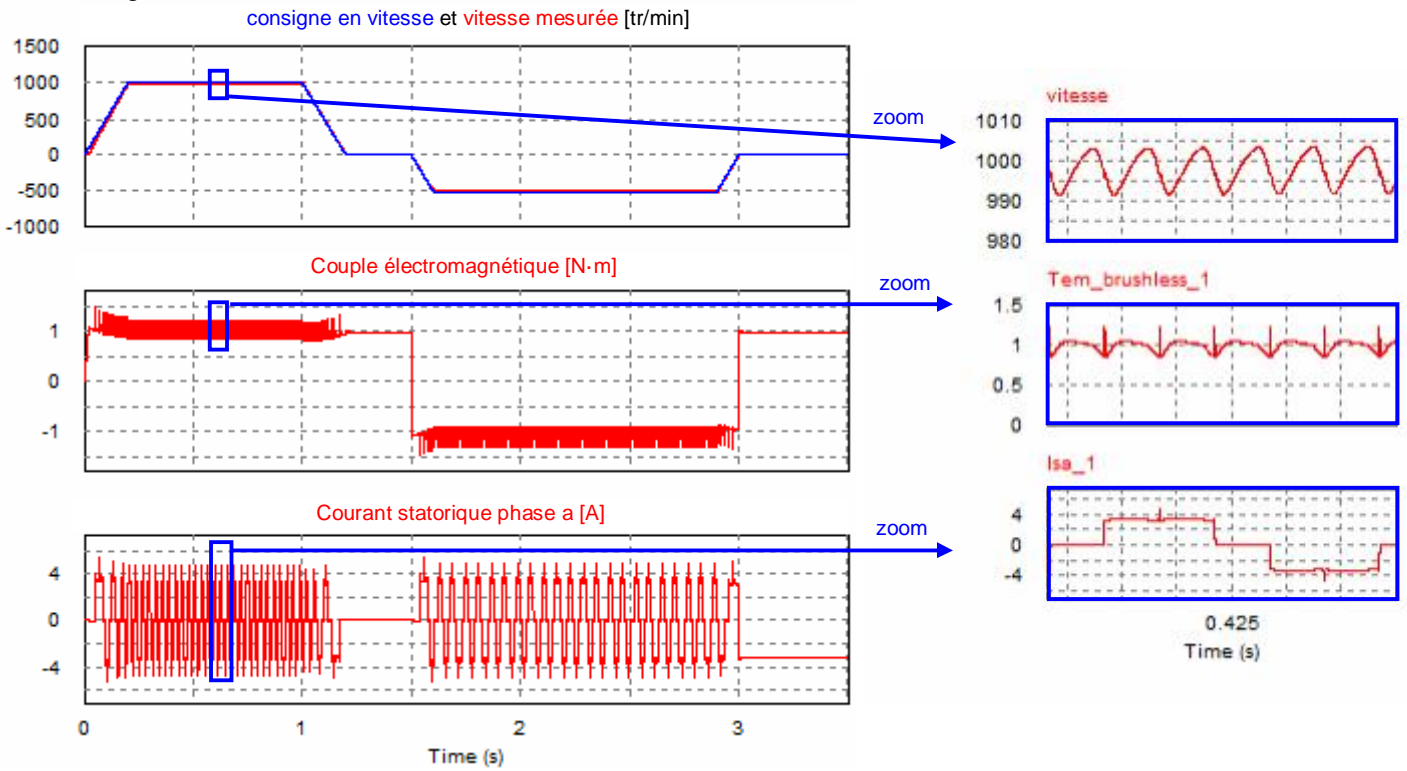 consigne en vitesse et vitesse mesurée [tr/min]
1500
1000
500
0
-500
-1000
zoom
vitesse
1010
1000
990
980
Couple électromagnétique [N·m]
1
0
-1
zoom
Tem_brushless_1
1.5
1
0.5
0
Courant statorique phase a [A]
4
0
-4
0
1
2
3
Time (s)
zoom
Isa_1
4
0
-4
0.425
Time (s)